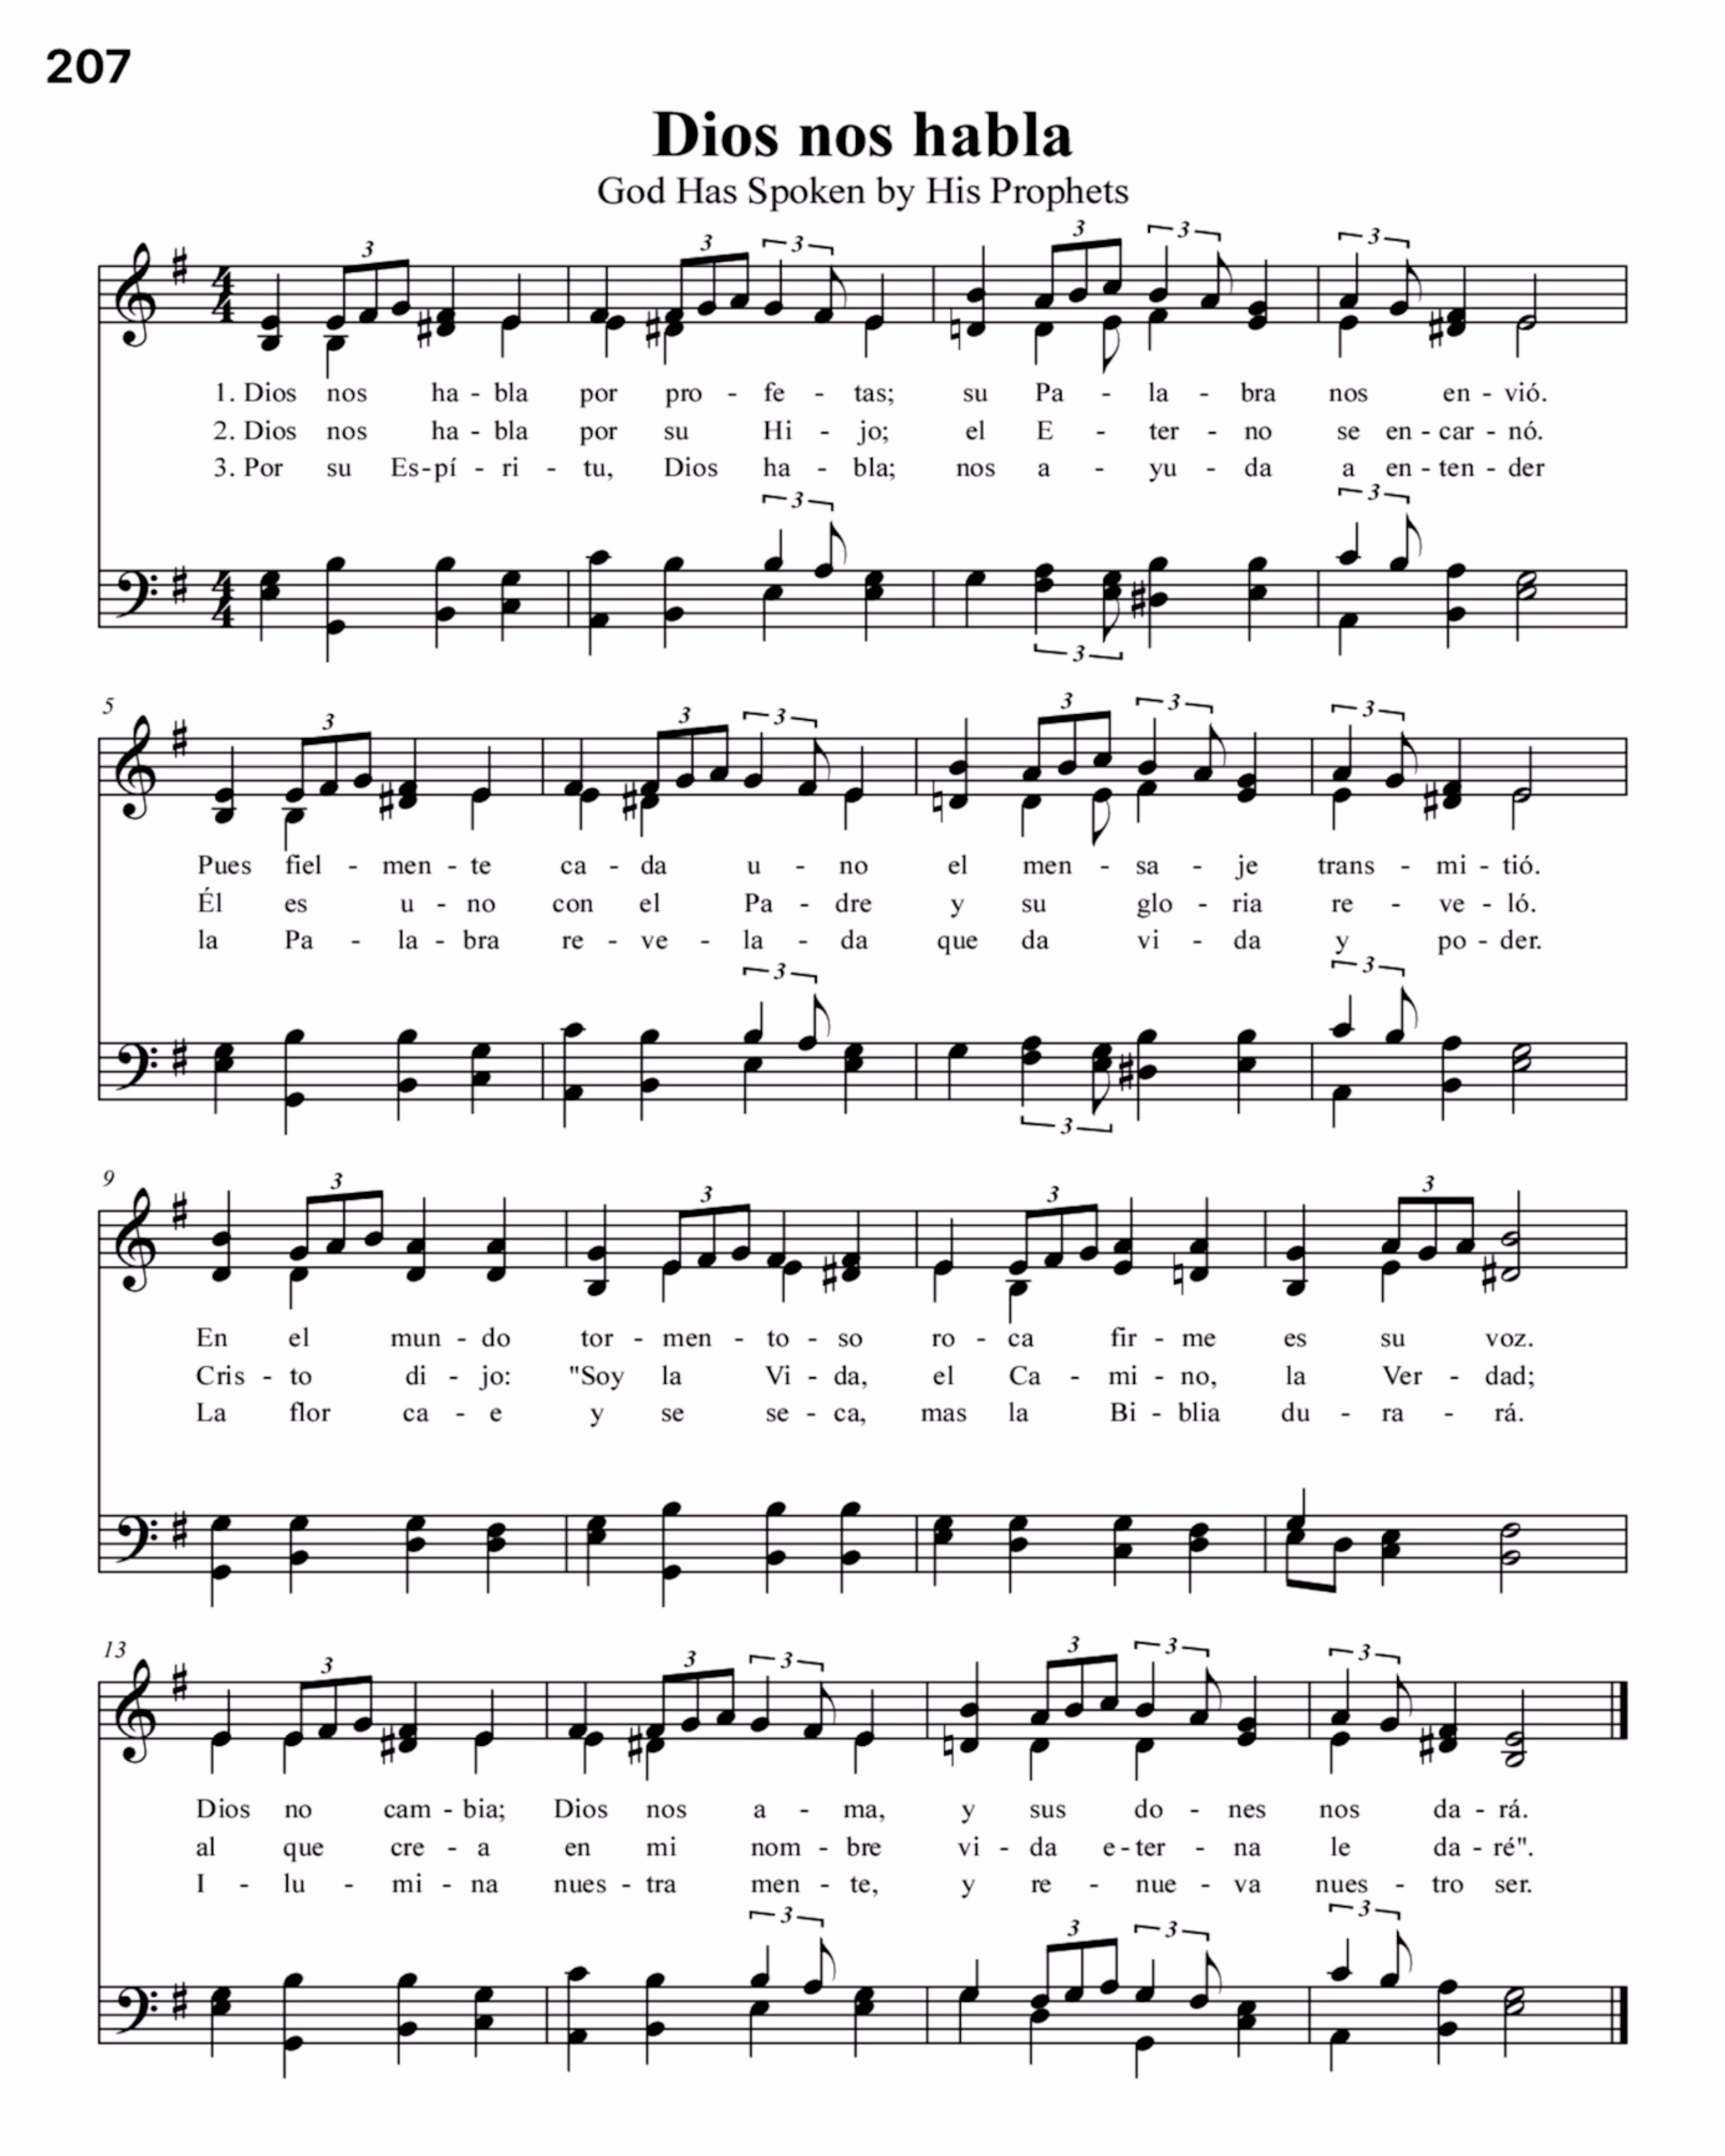 207
Dios nos habla
God Has Spoken by His Prophets
3 3 3 3 3 3
1. Dios nos ha - bla por pro - fe - tas; su Pa - la - bra nos en - vió.
2. Dios nos ha - bla por su Hi - jo; el E - ter - no se en - car - nó.
3. Por su Es - pí - ri - tu, Dios ha - bla; nos a - yu - da a en - ten - der
3 3
3
5
3 3 3 3 3 3
Pues fiel - men - te ca - da u - no el men - sa - je trans - mi - tió.
Él es u - no con el Pa - dre y su glo - ria re - ve - ló.
la Pa - la - bra re - ve - la - da que da vi - da y po - der.
3 3
3
9
3 3 3 3
En el mun - do tor - men - to - so ro - ca fir - me es su voz.
Cris - to di - jo: "Soy la Vi - da, el Ca - mi - no, la Ver - dad;
La flor ca - e y se se - ca, mas la Bi - blia du - ra - rá.
13
3 3 3 3 3 3
Dios no cam - bia; Dios nos a - ma, y sus do - nes nos da - rá.
al que cre - a en mi nom - bre vi - da e - ter - na le da - ré".
I - lu - mi - na nues - tra men - te, y re - nue - va nues - tro ser.
3 3 3 3